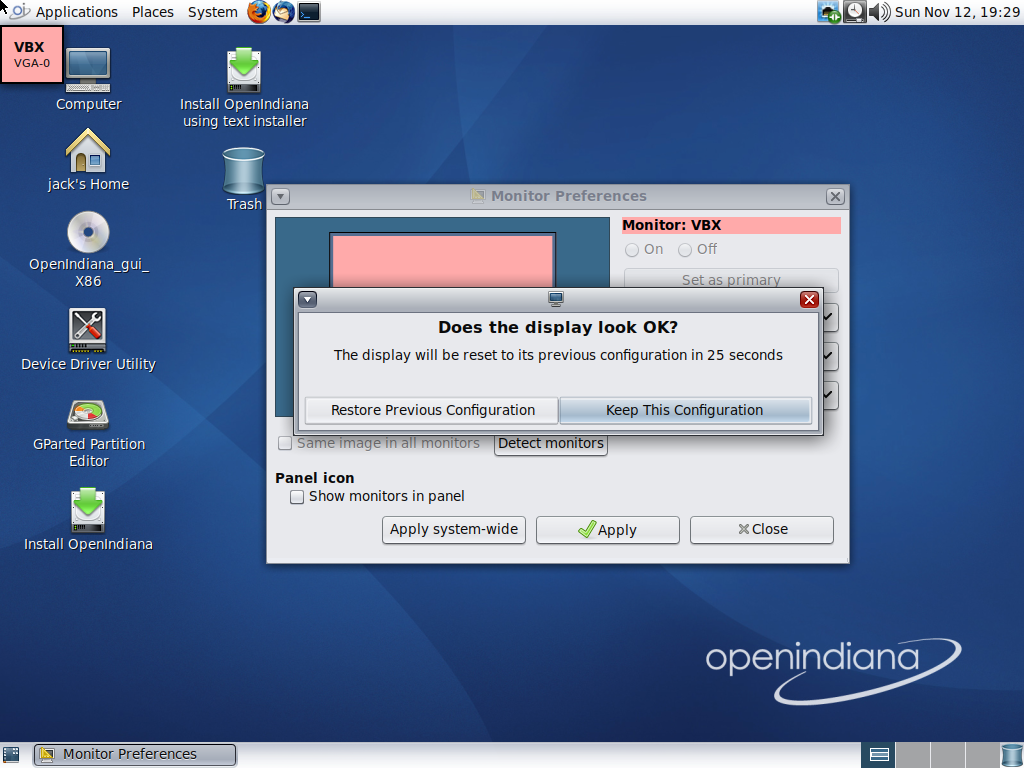 Applications Places System
Sun Nov 12, 19:29
VBX
VGA-0
Computer
Install OpenIndiana
using text installer
jack's Home
Trash
OpenIndiana_gui_
X86
Device Driver Utility
GParted Partition
Editor
Install OpenIndiana
Monitor Preferences
Monitor: VBX
On Off
Set as primary
Does the display look OK?
The display will be reset to its previous configuration in 25 seconds
Restore Previous Configuration Keep This Configuration
Same image in all monitors Detect monitors
Panel icon
Show monitors in panel
Apply system-wide Apply Close
openindiana
Monitor Preferences